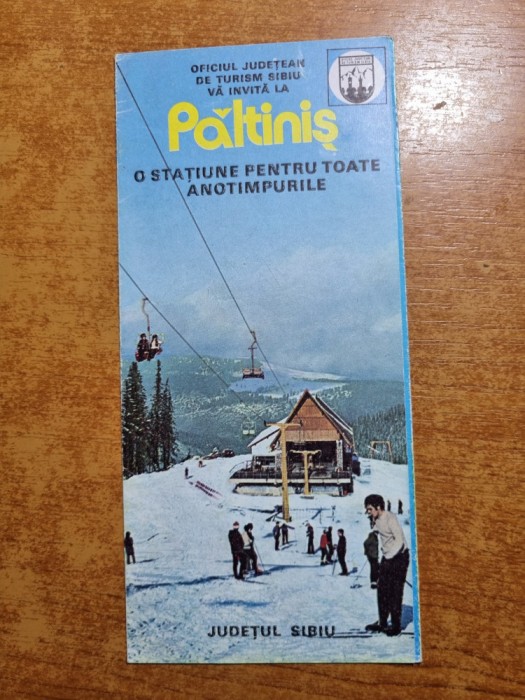 OFICIUL JUDEȚEAN
DE TURISM SIBIU
VĂ INVITĂ LA
Păltiniș
O STAȚIUNE PENTRU TOATE
ANOTIMPURILE
JUDEȚUL SIBIU